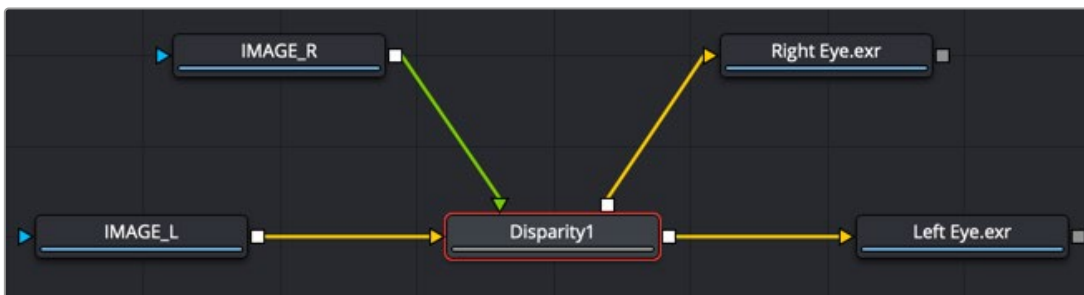 IMAGE_R
Right Eye.exr
IMAGE_L
Disparity1
Left Eye.exr